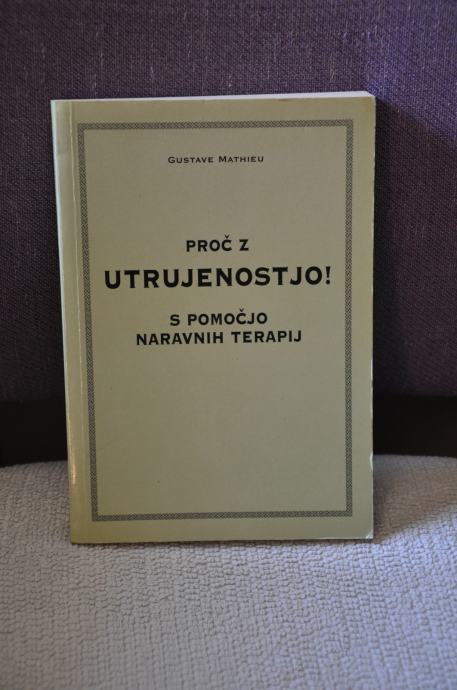 GUSTAVE MATHIEU
PROČ Z
UTRUJENOSTJO!
S POMOČJO
NARAVNIH TERAPIJ